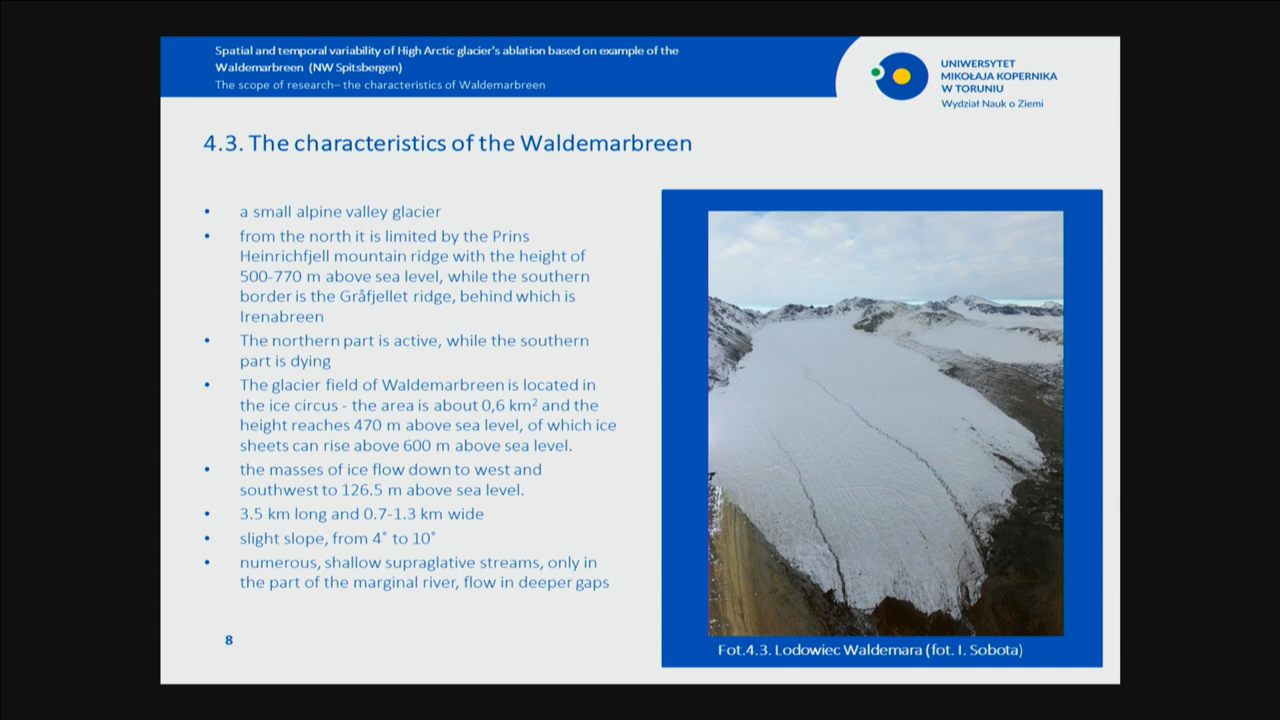 Spatial and temporal variability of High Arctic glacier's ablation based on example of the
Waldemarbreen (NW Spitsbergen)
The scope of research– the characteristics of Waldemarbreen
UNIWERSYTET
MIKOŁAJA KOPERNIKA
W TORUNIU
Wydział Nauk o Ziemi
4.3. The characteristics of the Waldemarbreen
• a small alpine valley glacier
• from the north it is limited by the Prins
Heinrichfjell mountain ridge with the height of
500-770 m above sea level, while the southern
border is the Gråfjellet ridge, behind which is
Irenabreen
• The northern part is active, while the southern
part is dying
• The glacier field of Waldemarbreen is located in
the ice circus - the area is about 0,6 km² and the
height reaches 470 m above sea level, of which ice
sheets can rise above 600 m above sea level.
• the masses of ice flow down to west and
southwest to 126.5 m above sea level.
• 3.5 km long and 0.7-1.3 km wide
• slight slope, from 4˚ to 10˚
• numerous, shallow supraglative streams, only in
the part of the marginal river, flow in deeper gaps
8
Fot.4.3. Lodowiec Waldemara (fot. I. Sobota)